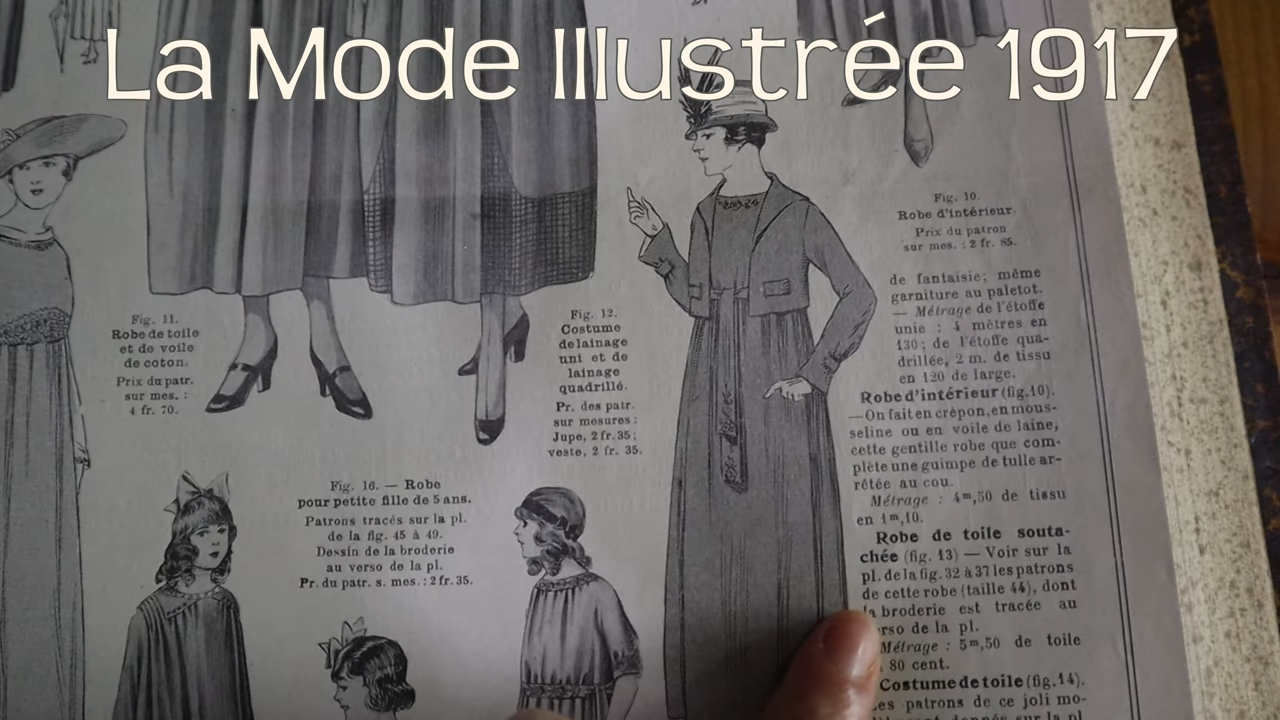 La Mode Illustrée 1917
Fig. 10.
Robe d'intérieur.
Prix du patron
sur mes. : 2 fr. 85.
de fantaisie; même
garniture au paletot.
— Métrage de l'étoffe
unie : 4 mètres en
130; de l'étoffe qua-
drillée, 2 m. de tissu
en 120 de large.
Robe d'intérieur (fig. 10).
—On fait en crépon, en mous-
seline ou en voile de laine,
cette gentille robe que com-
plète une guimpe de tulle ar-
rêtée au cou.
Métrage : 4m,50 de tissu
en 1m,10.
Robe de toile souta-
chée (fig. 13) — Voir sur la
pl. de la fig. 32 à 37 les patrons
de cette robe (taille 44), dont
la broderie est tracée au
verso de la pl.
Métrage : 5m,50 de toile
80 cent.
Costume de toile (fig. 14).
patrons de ce joli mo-
sur la pl
Fig. 11.
Robe de toile
et de voile
de coton.
Prix du patr.
sur mes. :
4 fr. 70.
Fig. 12.
Costume
de lainage
uni et de
lainage
quadrillé.
Pr. des patr.
sur mesures :
Jupe, 2 fr. 35;
veste, 2 fr. 35.
Fig. 16. — Robe
pour petite fille de 5 ans.
Patrons tracés sur la pl.
de la fig. 45 à 49.
Dessin de la broderie
au verso de la pl.
Pr. du patr. s. mes. : 2 fr. 35.